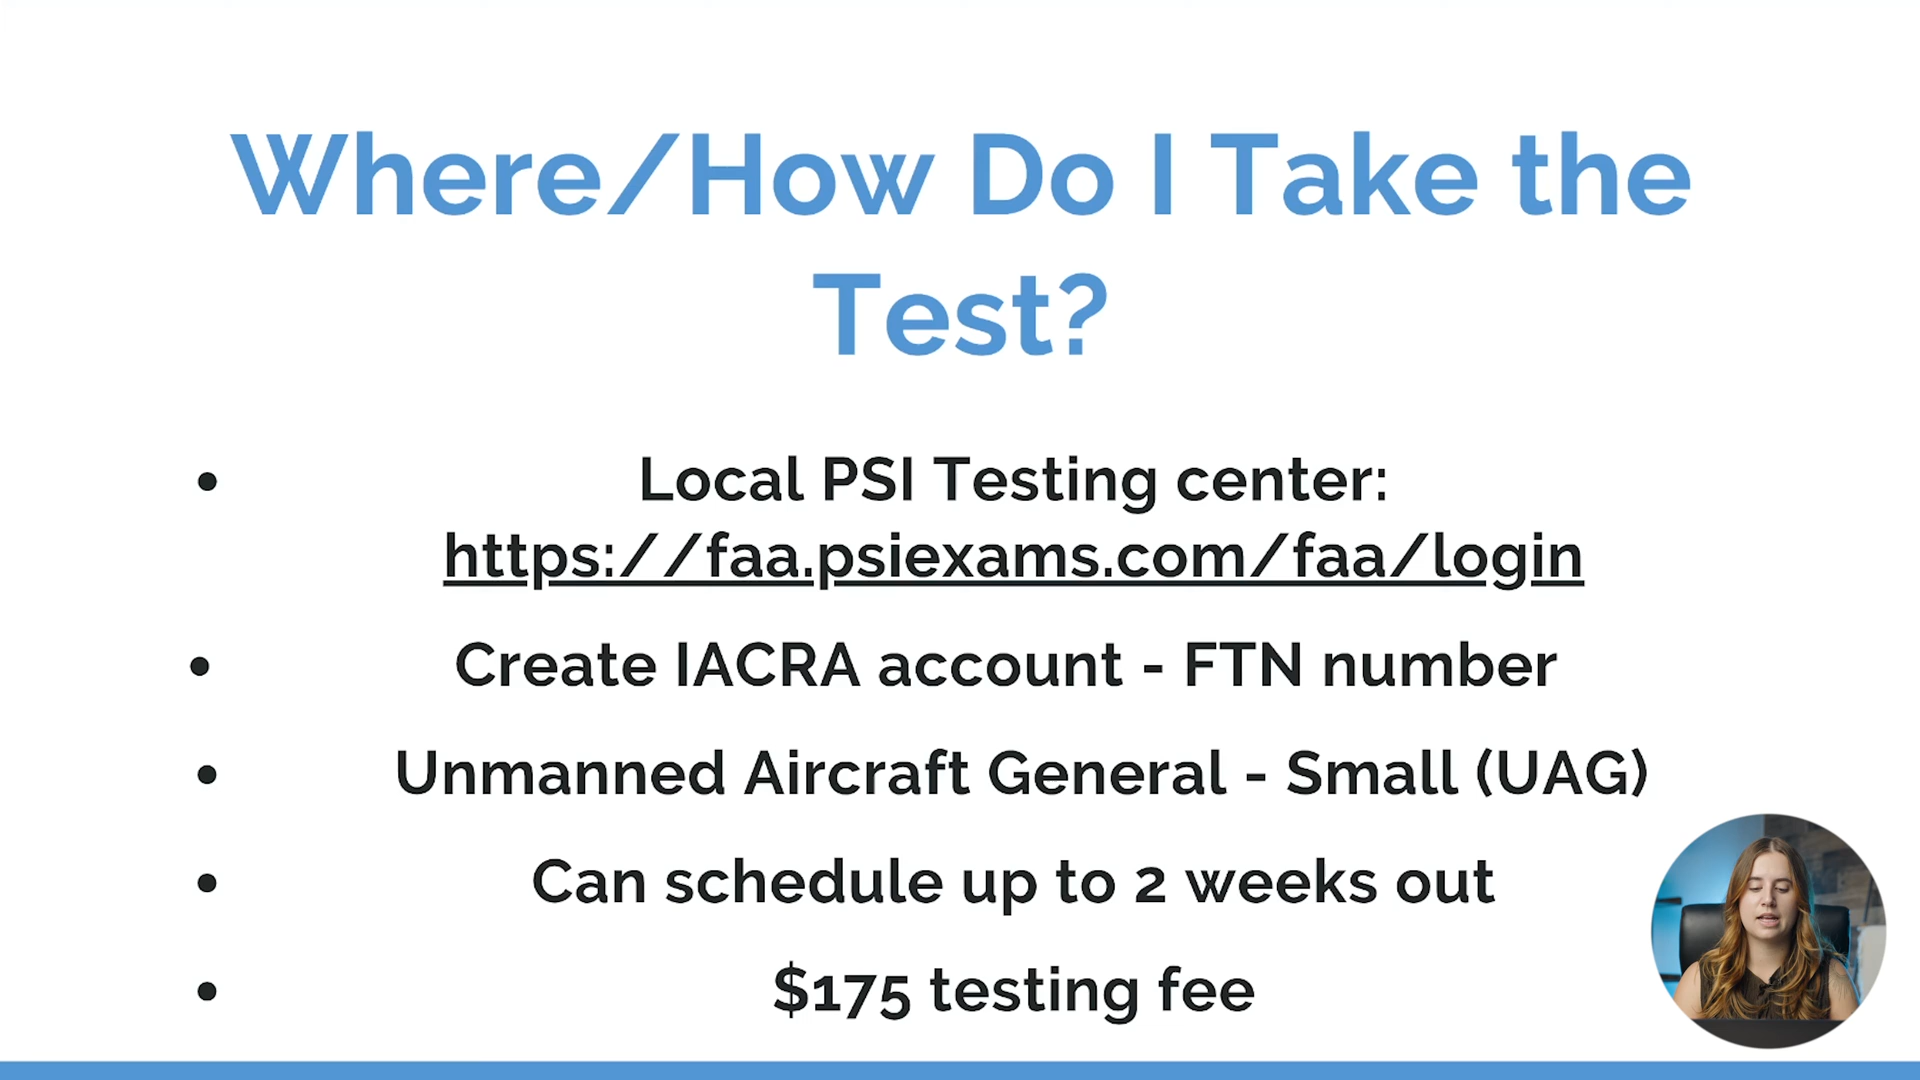 Where/How Do I Take the
Test?
• Local PSI Testing center:
https://faa.psiexams.com/faa/login
• Create IACRA account - FTN number
• Unmanned Aircraft General - Small (UAG)
• Can schedule up to 2 weeks out
• $175 testing fee